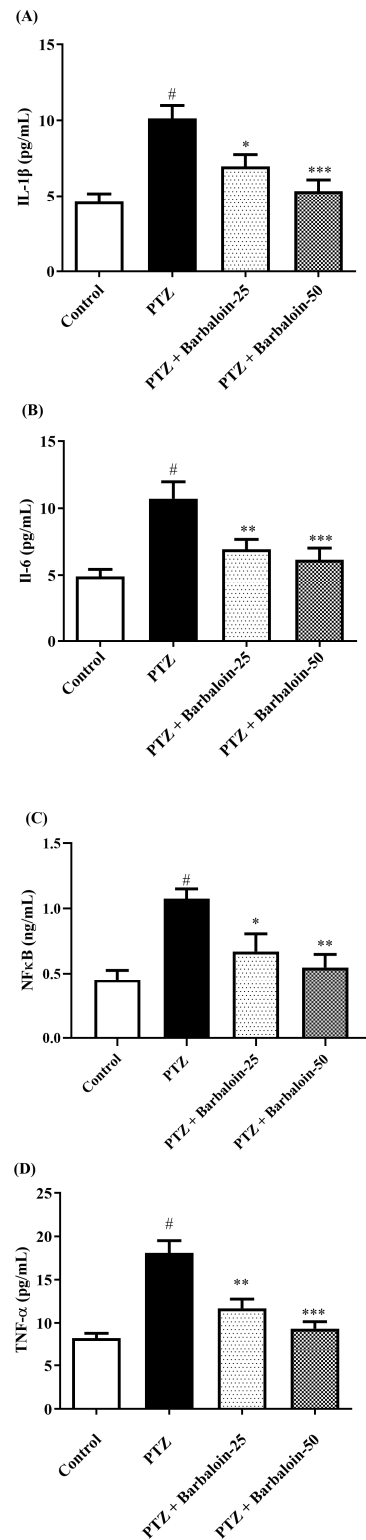 (A)
IL-1β (pg/mL)
15
10
5
0
#
*
***
Control
PTZ
PTZ + Barbaloin-25
PTZ + Barbaloin-50
(B)
Il-6 (pg/mL)
15
10
5
0
#
**
***
Control
PTZ
PTZ + Barbaloin-25
PTZ + Barbaloin-50
(C)
NFκB (ng/mL)
1.5
1.0
0.5
0.0
#
*
**
Control
PTZ
PTZ + Barbaloin-25
PTZ + Barbaloin-50
(D)
TNF-α (pg/mL)
25
20
15
10
5
0
#
**
***
Control
PTZ
PTZ + Barbaloin-25
PTZ + Barbaloin-50